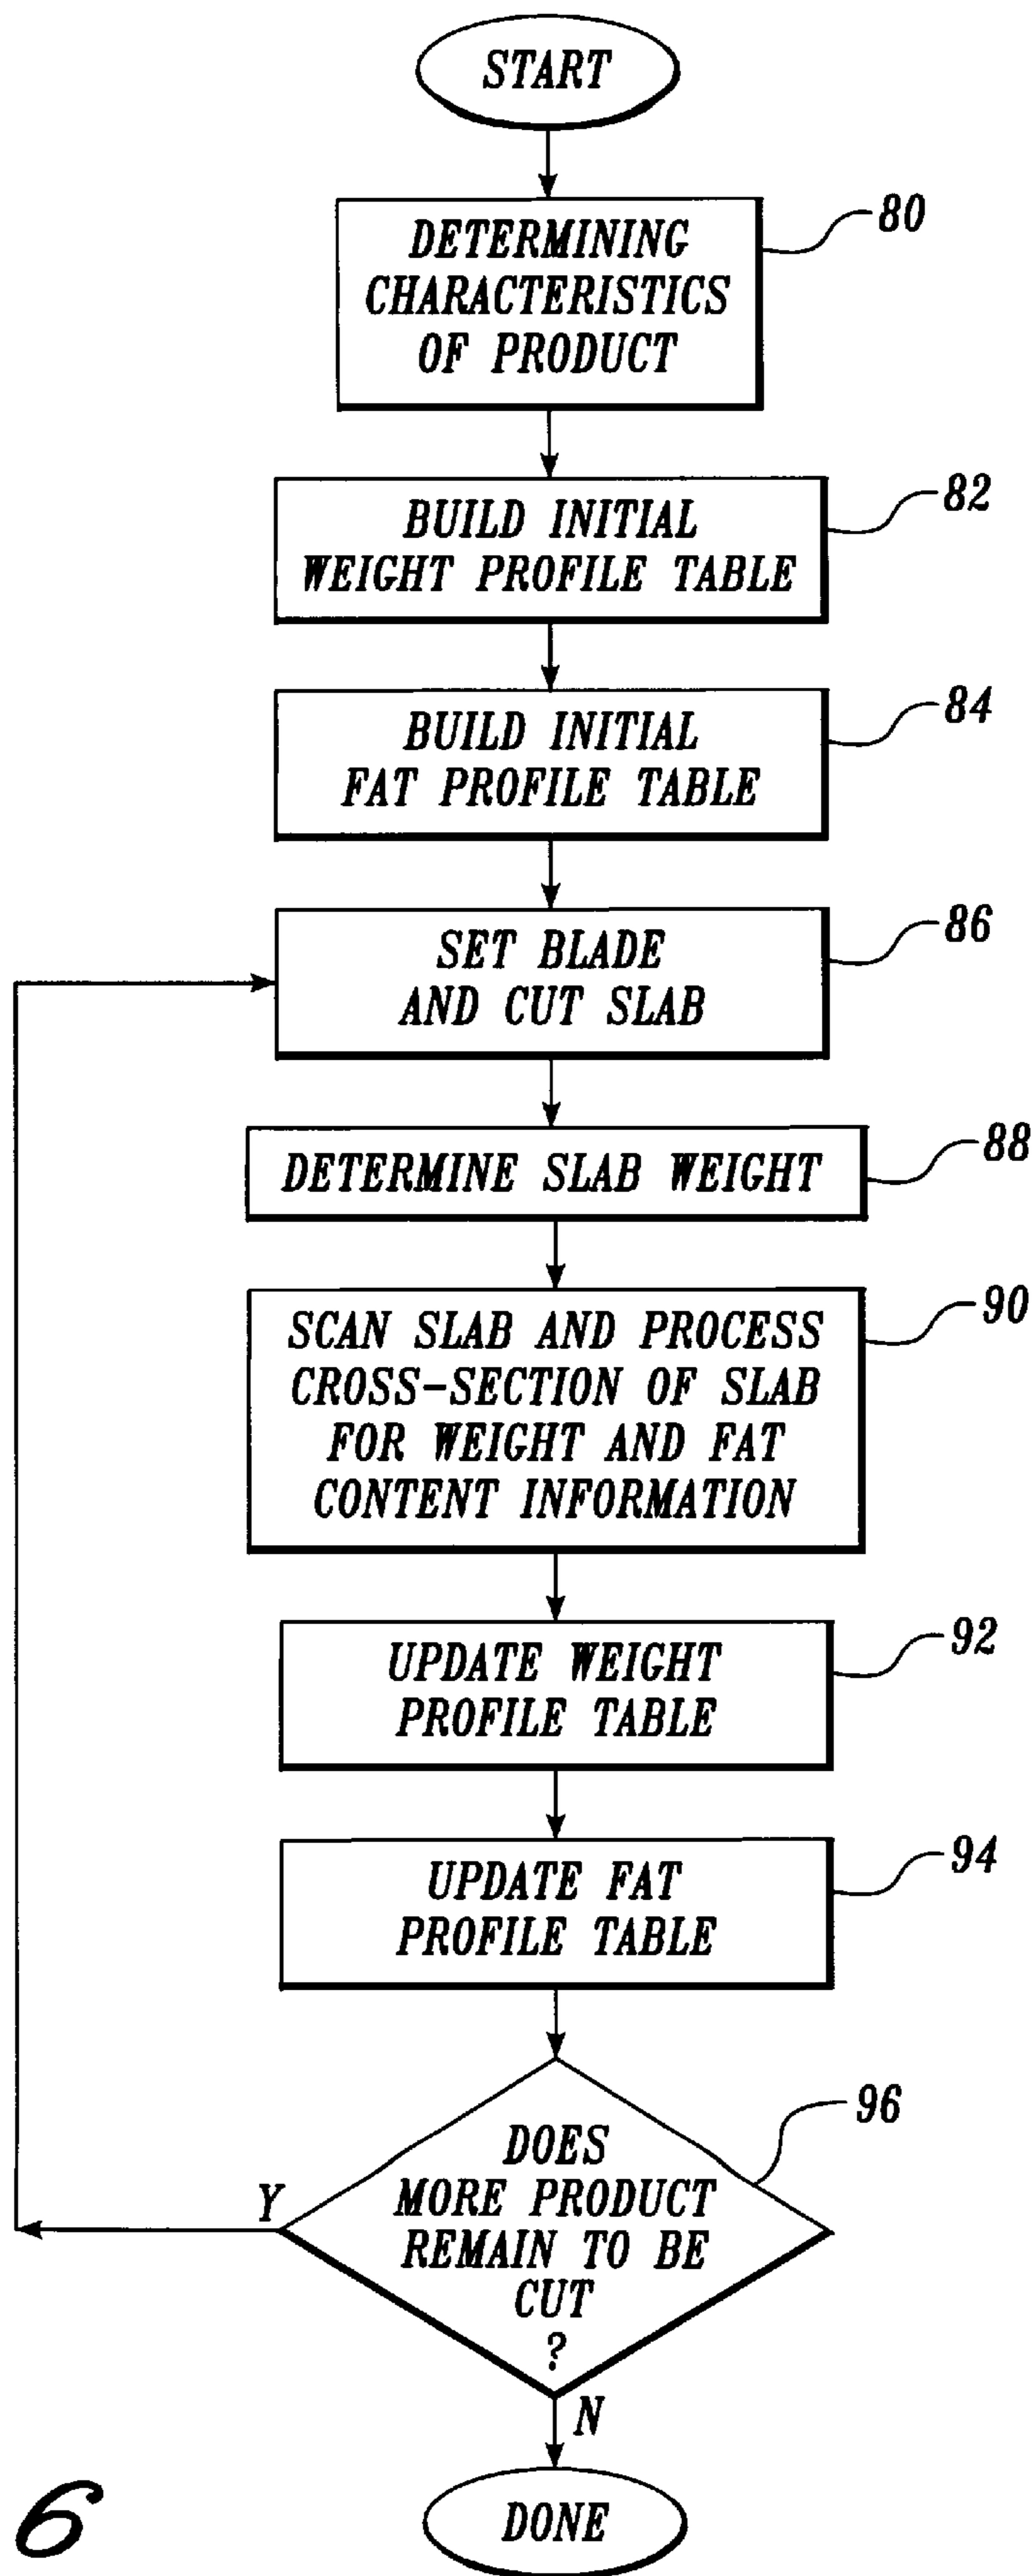 START
80
DETERMINING
CHARACTERISTICS
OF PRODUCT
82
BUILD INITIAL
WEIGHT PROFILE TABLE
84
BUILD INITIAL
FAT PROFILE TABLE
86
SET BLADE
AND CUT SLAB
88
DETERMINE SLAB WEIGHT
90
SCAN SLAB AND PROCESS
CROSS-SECTION OF SLAB
FOR WEIGHT AND FAT
CONTENT INFORMATION
92
UPDATE WEIGHT
PROFILE TABLE
94
UPDATE FAT
PROFILE TABLE
96
DOES
MORE PRODUCT
REMAIN TO BE
CUT
?
Y
N
DONE
6